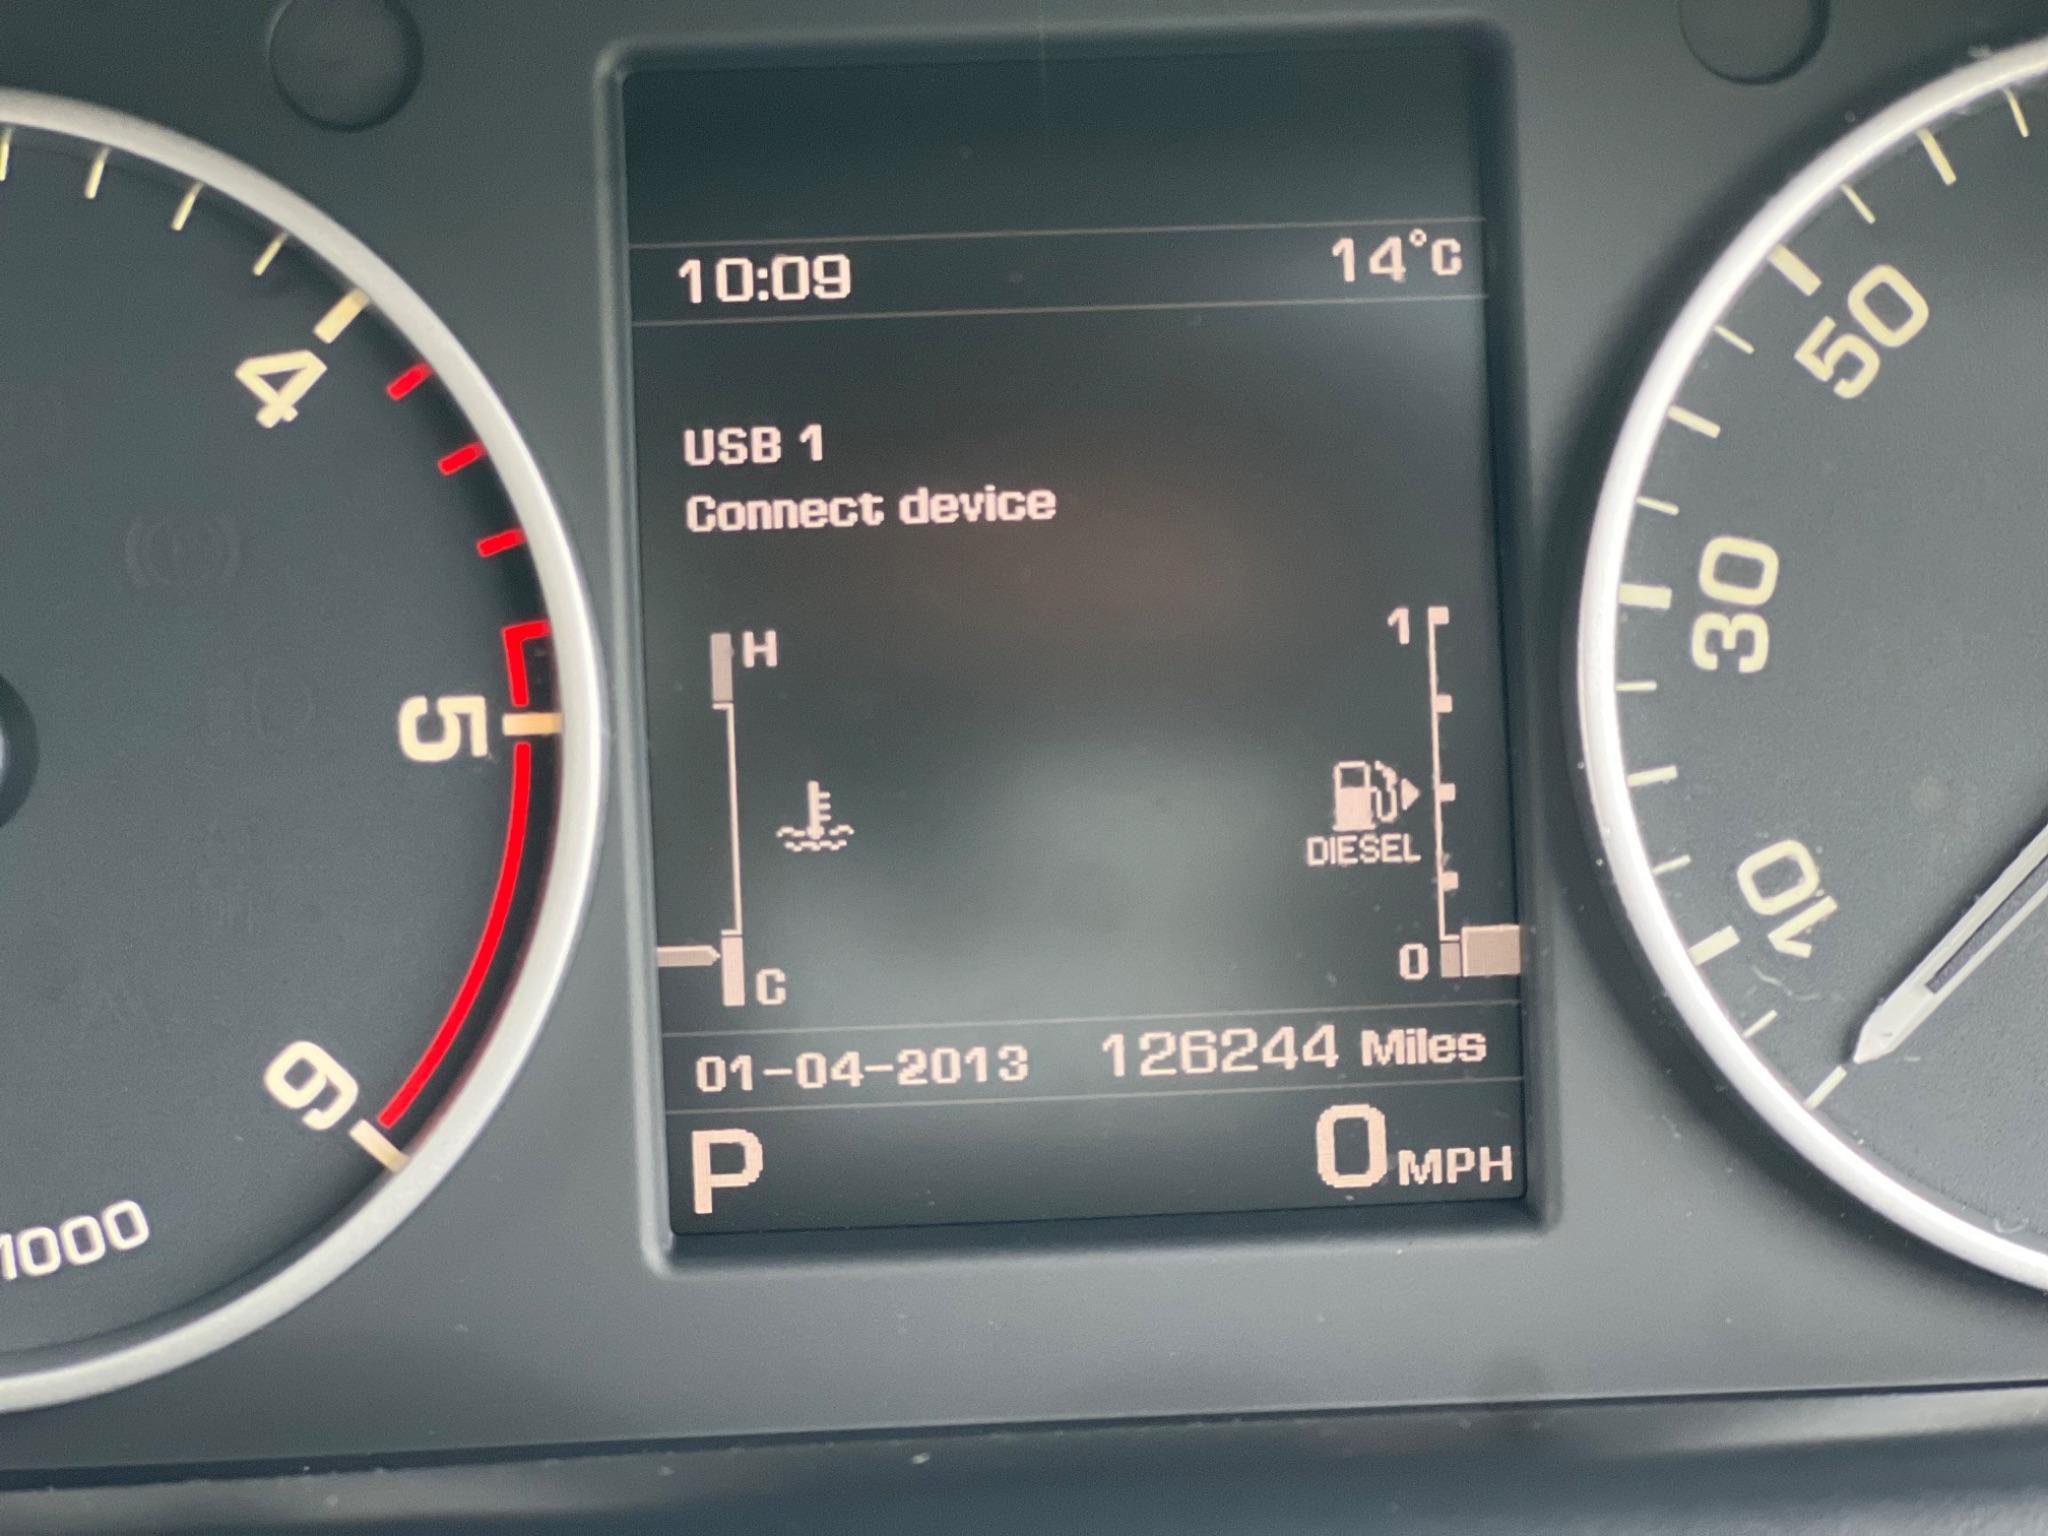 10:09 14°C
USB 1
Connect device
H 1
DIESEL
C 0
01-04-2013 126244 Miles
P 0 MPH
4
5
6
1000
50
30
10